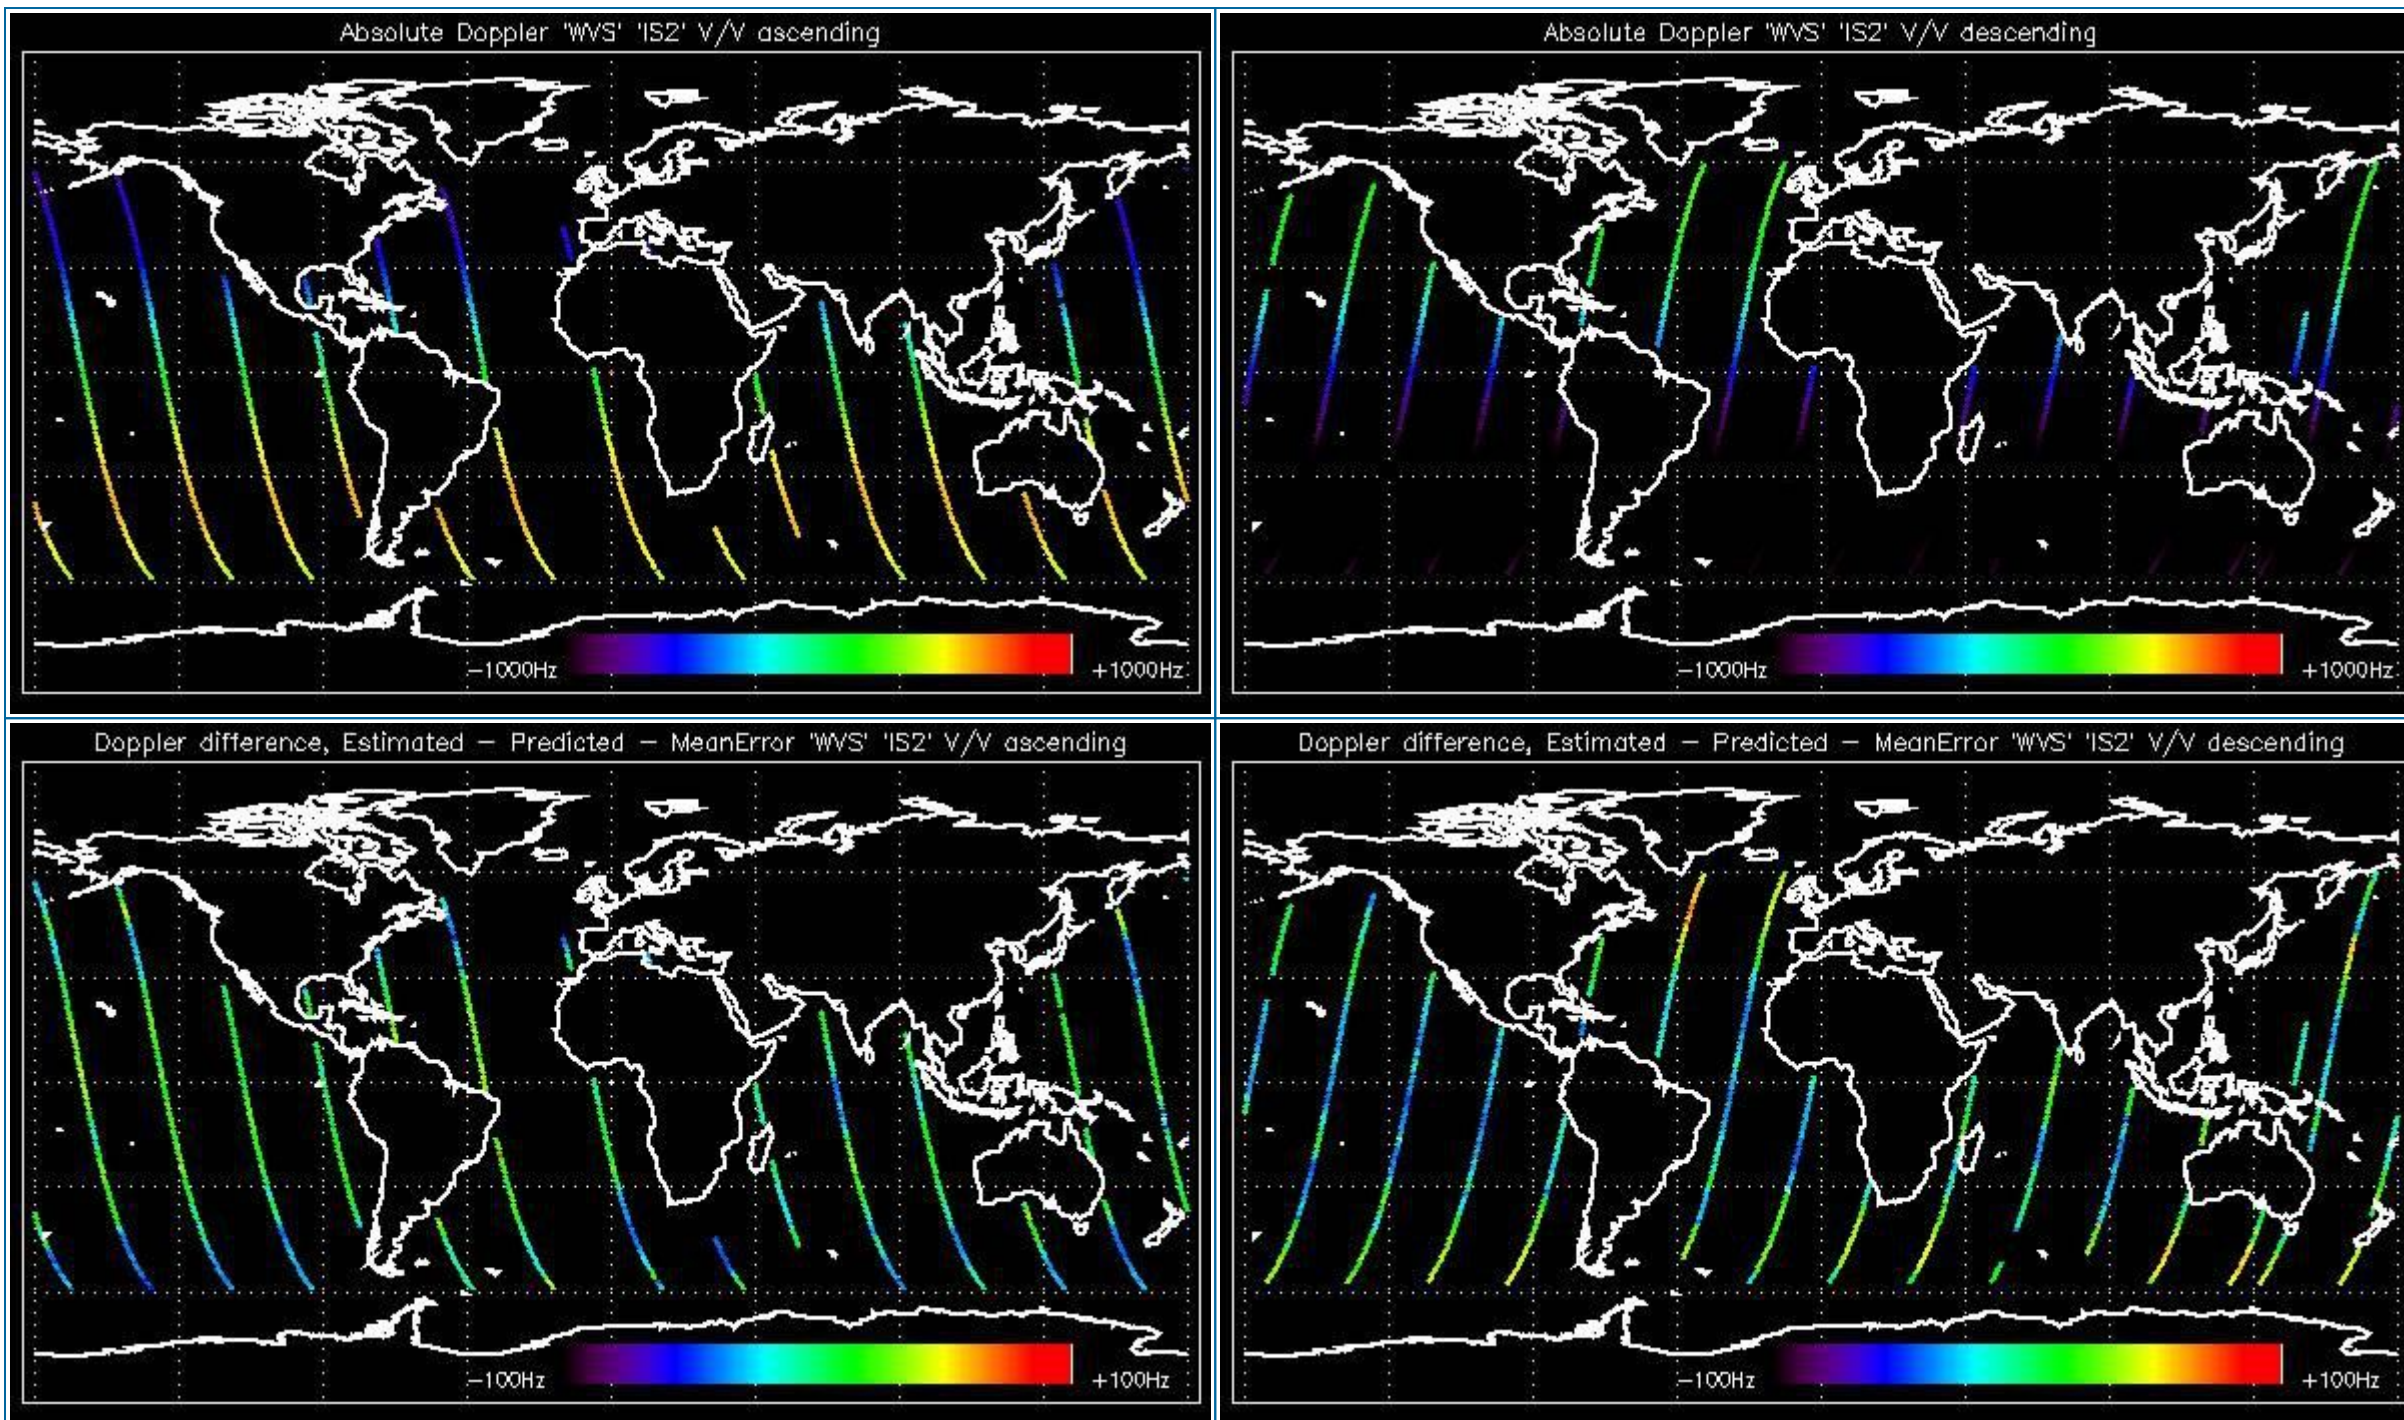 Absolute Doppler 'WVS' 'IS2' V/V ascending
-1000Hz
+1000Hz
Absolute Doppler 'WVS' 'IS2' V/V descending
-1000Hz
+1000Hz
Doppler difference, Estimated - Predicted - MeanError 'WVS' 'IS2' V/V ascending
-100Hz
+100Hz
Doppler difference, Estimated - Predicted - MeanError 'WVS' 'IS2' V/V descending
-100Hz
+100Hz